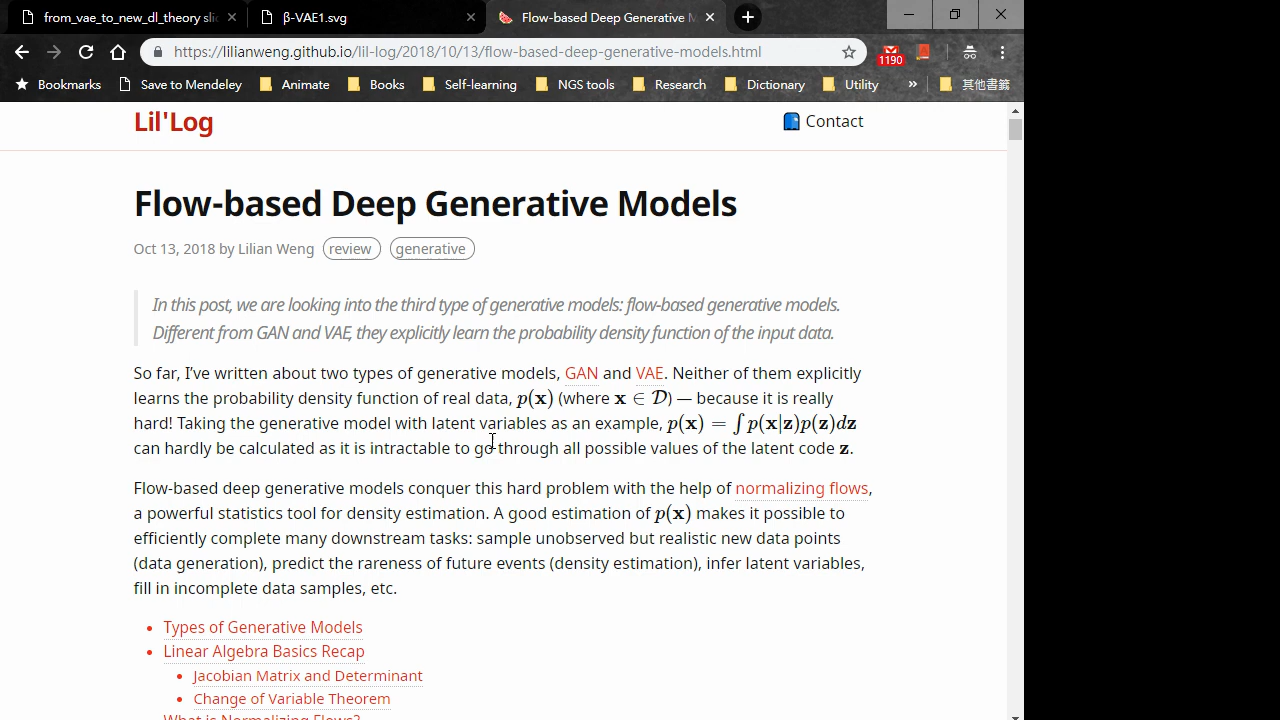 from_vae_to_new_dl_theory sli
β-VAE1.svg
Flow-based Deep Generative M
https://lilianweng.github.io/lil-log/2018/10/13/flow-based-deep-generative-models.html
1190
Bookmarks Save to Mendeley Animate Books Self-learning NGS tools Research Dictionary Utility » 其他書籤
Lil'Log
Contact
Flow-based Deep Generative Models
Oct 13, 2018 by Lilian Weng review generative
In this post, we are looking into the third type of generative models: flow-based generative models.
Different from GAN and VAE, they explicitly learn the probability density function of the input data.
So far, I've written about two types of generative models, GAN and VAE. Neither of them explicitly
learns the probability density function of real data, p(x) (where x ∈ 𝒟) — because it is really
hard! Taking the generative model with latent variables as an example, p(x) = ∫ p(x|z)p(z)dz
can hardly be calculated as it is intractable to go through all possible values of the latent code z.
Flow-based deep generative models conquer this hard problem with the help of normalizing flows,
a powerful statistics tool for density estimation. A good estimation of p(x) makes it possible to
efficiently complete many downstream tasks: sample unobserved but realistic new data points
(data generation), predict the rareness of future events (density estimation), infer latent variables,
fill in incomplete data samples, etc.
• Types of Generative Models
• Linear Algebra Basics Recap
• Jacobian Matrix and Determinant
• Change of Variable Theorem
What is Normalizing Flows?